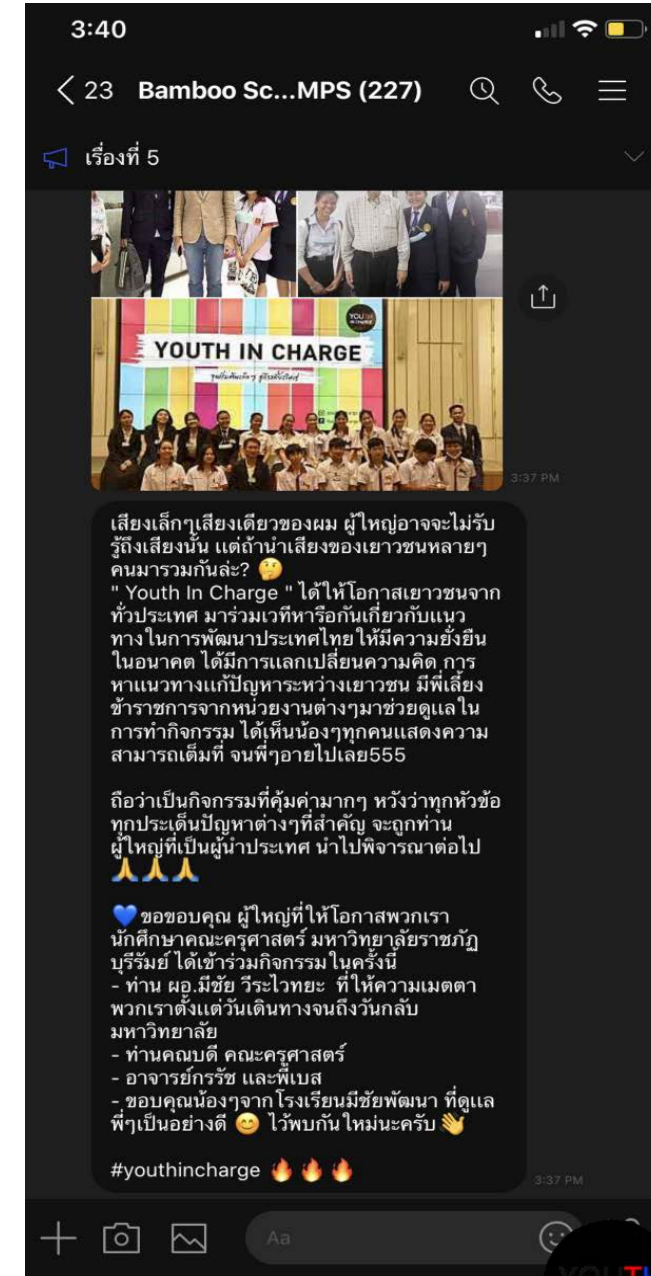 3:40
23 Bamboo Sc...MPS (227)
เรื่องที่ 5
YOUTH IN CHARGE
3:37 PM
เสียงเล็กๆเสียงเดียวของผม ผู้ใหญ่อาจจะไม่รับ
รู้ถึงเสียงนั้น แต่ถ้านำเสียงของเยาวชนหลายๆ
คนมารวมกันล่ะ? 🤔
" Youth In Charge " ได้ให้โอกาสเยาวชนจาก
ทั่วประเทศ มาร่วมเวทีหารือกันเกี่ยวกับแนว
ทางในการพัฒนาประเทศไทยให้มีความยั่งยืน
ในอนาคต ได้มีการแลกเปลี่ยนความคิด การ
หาแนวทางแก้ปัญหาระหว่างเยาวชน มีพี่เลี้ยง
ข้าราชการจากหน่วยงานต่างๆมาช่วยดูแลใน
การทำกิจกรรม ได้เห็นน้องๆทุกคนแสดงความ
สามารถเต็มที่ จนพี่ๆอายไปเลย555
ถือว่าเป็นกิจกรรมที่คุ้มค่ามากๆ หวังว่าทุกหัวข้อ
ทุกประเด็นปัญหาต่างๆที่สำคัญ จะถูกท่าน
ผู้ใหญ่ที่เป็นผู้นำประเทศ นำไปพิจารณาต่อไป
🙏🙏🙏
💙ขอขอบคุณ ผู้ใหญ่ที่ให้โอกาสพวกเรา
นักศึกษาคณะครุศาสตร์ มหาวิทยาลัยราชภัฏ
บุรีรัมย์ ได้เข้าร่วมกิจกรรมในครั้งนี้
- ท่าน ผอ.มีชัย วีระไวทยะ ที่ให้ความเมตตา
พวกเราตั้งแต่วันเดินทางจนถึงวันกลับ
มหาวิทยาลัย
- ท่านคณบดี คณะครุศาสตร์
- อาจารย์กรรัช และพี่เบส
- ขอบคุณน้องๆจากโรงเรียนมีชัยพัฒนา ที่ดูแล
พี่ๆเป็นอย่างดี 😊 ไว้พบกันใหม่นะครับ👋
#youthincharge 🔥🔥🔥
3:37 PM
Aa